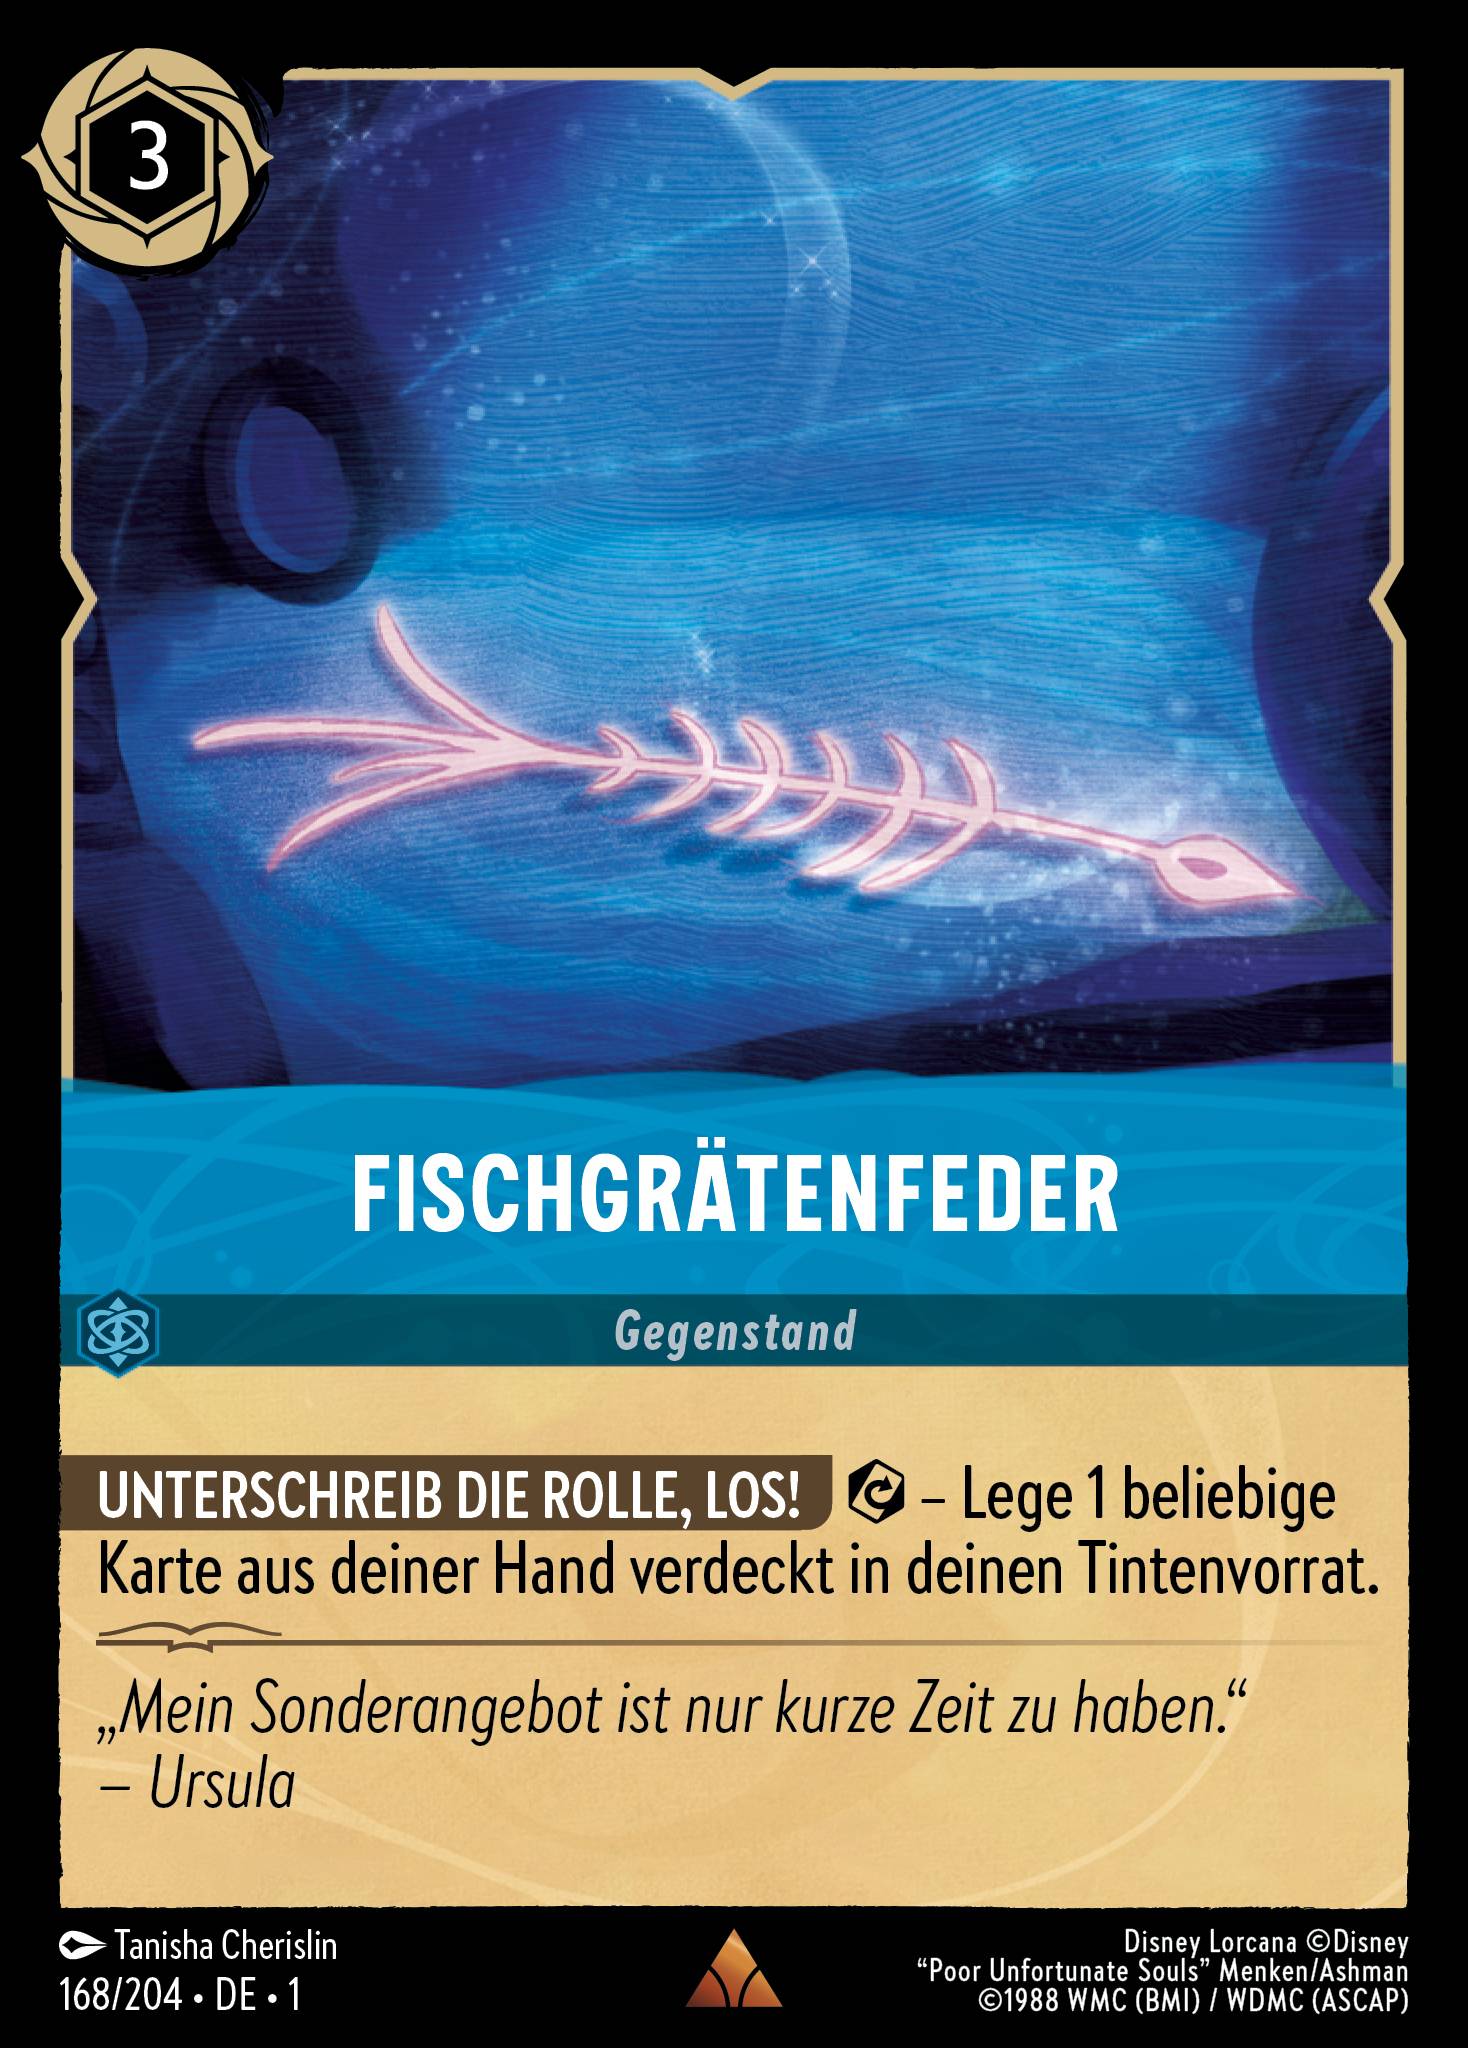 3
FISCHGRÄTENFEDER
Gegenstand
UNTERSCHREIB DIE ROLLE, LOS! – Lege 1 beliebige
Karte aus deiner Hand verdeckt in deinen Tintenvorrat.
„Mein Sonderangebot ist nur kurze Zeit zu haben.“
– Ursula
Tanisha Cherislin
168/204 • DE • 1
Disney Lorcana ©Disney
“Poor Unfortunate Souls” Menken/Ashman
©1988 WMC (BMI) / WDMC (ASCAP)